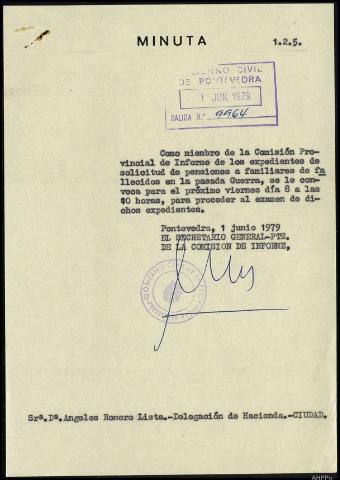 MINUTA
1.2.5.
GOBIERNO CIVIL
DE PONTEVEDRA
1 JUN. 1979
SALIDA N.° 9964
Como miembro de la Comisión Pro-
vincial de Informe de los expedientes de
solicitud de pensiones a familiares de fa
llecidos en la pasada Guerra, se le con-
voca para el próximo viernes día 8 a las
10 horas, para proceder al examen de di-
chos expedientes.
Pontevedra, 1 junio 1979
EL SECRETARIO GENERAL-PTE.
DE LA COMISION DE INFORME,
GOBIERNO CIVIL
Srª.Dª.Angeles Romero Lista.-Delegación de Hacienda.-CIUDAD.
AHPPo